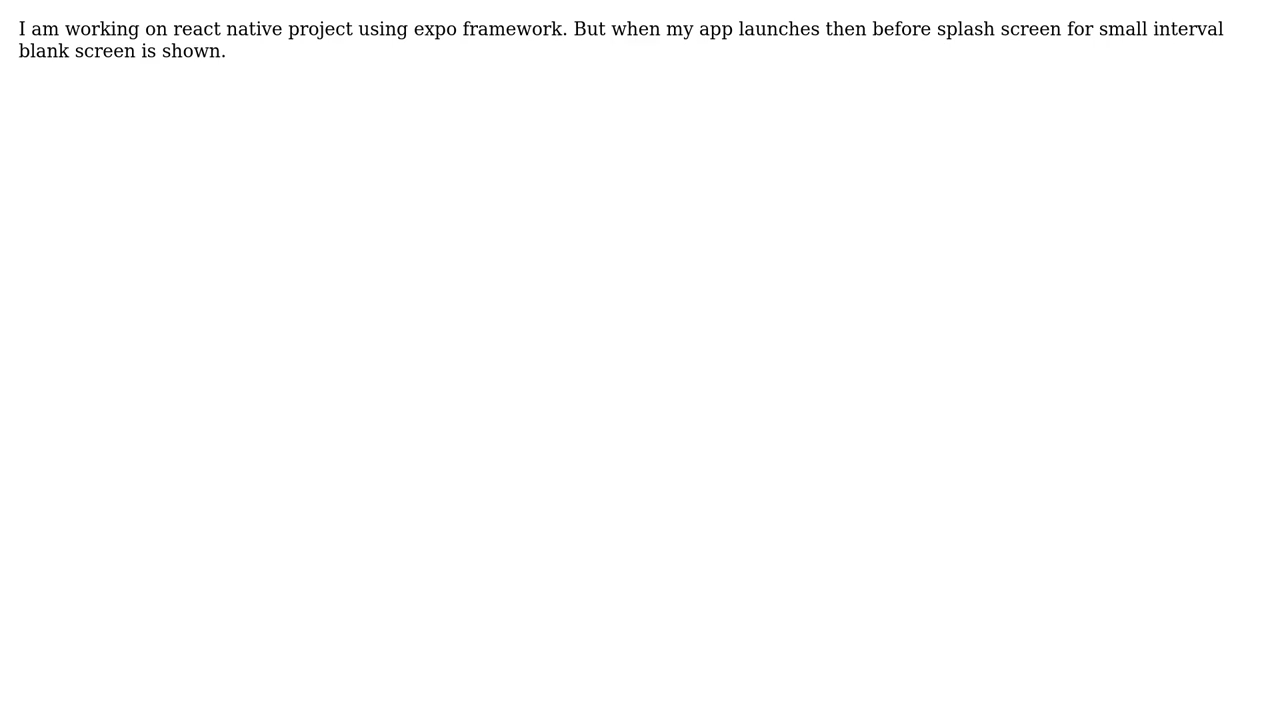 I am working on react native project using expo framework. But when my app launches then before splash screen for small interval
blank screen is shown.